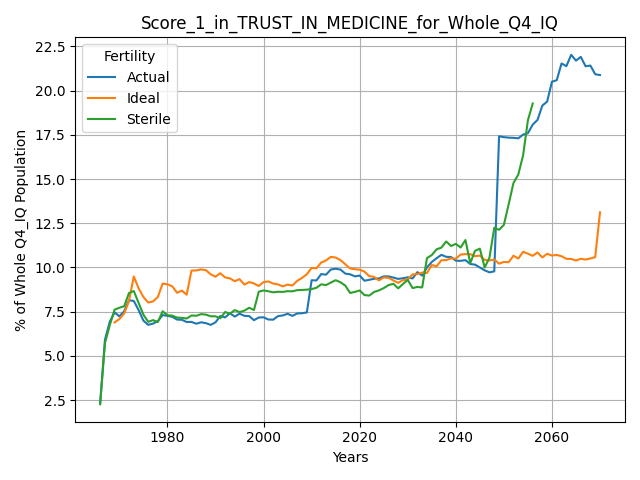 Score_1_in_TRUST_IN_MEDICINE_for_Whole_Q4_IQ
Fertility
Actual
Ideal
Sterile
% of Whole Q4_IQ Population
22.5
20.0
17.5
15.0
12.5
10.0
7.5
5.0
2.5
1980
2000
2020
2040
2060
Years